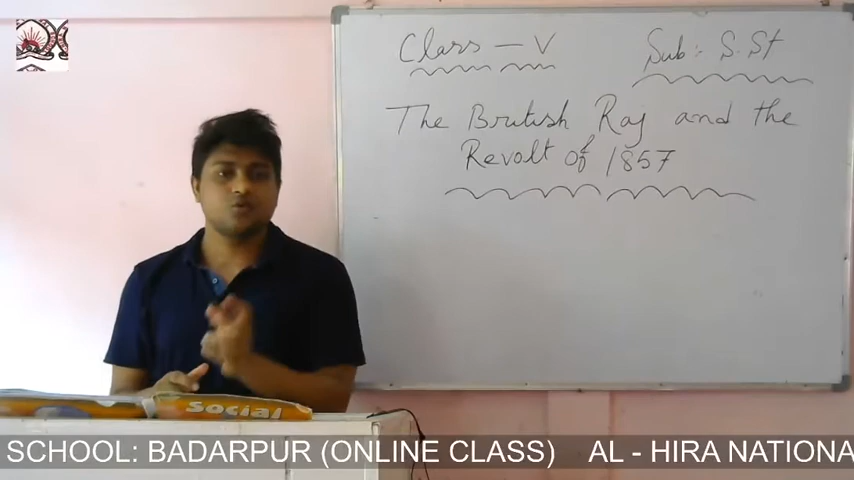 Class - V
Sub:- S.St
The British Raj and the
Revolt of 1857
Social
SCHOOL: BADARPUR (ONLINE CLASS) AL - HIRA NATIONA